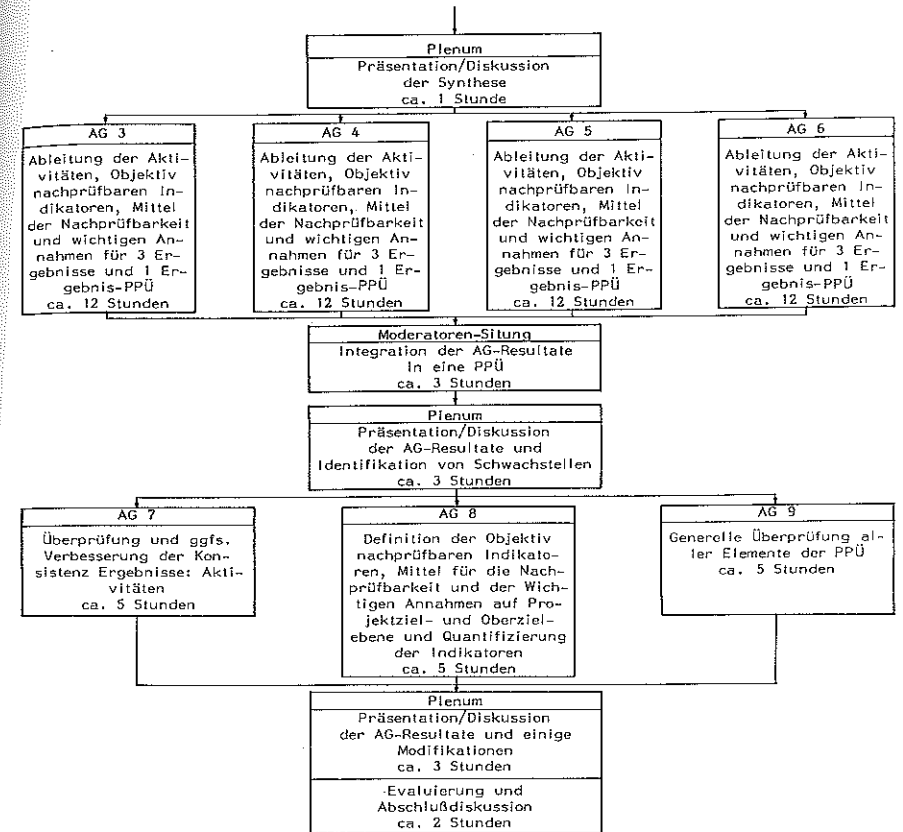 Plenum
Präsentation/Diskussion
der Synthese
ca. 1 Stunde
AG 3
Ableitung der Akti-
vitäten, Objektiv
nachprüfbaren In-
dikatoren, Mittel
der Nachprüfbarkeit
und wichtigen An-
nahmen für 3 Er-
gebnisse und 1 Er-
gebnis-PPÜ
ca. 12 Stunden
AG 4
Ableitung der Akti-
vitäten, Objektiv
nachprüfbaren In-
dikatoren, Mittel
der Nachprüfbarkeit
und wichtigen An-
nahmen für 3 Er-
gebnisse und 1 Er-
gebnis-PPÜ
ca. 12 Stunden
AG 5
Ableitung der Akti-
vitäten, Objektiv
nachprüfbaren In-
dikatoren, Mittel
der Nachprüfbarkeit
und wichtigen An-
nahmen für 3 Er-
gebnisse und 1 Er-
gebnis-PPÜ
ca. 12 Stunden
AG 6
Ableitung der Akti-
vitäten, Objektiv
nachprüfbaren In-
dikatoren, Mittel
der Nachprüfbarkeit
und wichtigen An-
nahmen für 3 Er-
gebnisse und 1 Er-
gebnis-PPÜ
ca. 12 Stunden
Moderatoren-Situng
Integration der AG-Resultate
in eine PPÜ
ca. 3 Stunden
Plenum
Präsentation/Diskussion
der AG-Resultate und
Identifikation von Schwachstellen
ca. 3 Stunden
AG 7
Überprüfung und ggfs.
Verbesserung der Kon-
sistenz Ergebnisse: Akti-
vitäten
ca. 5 Stunden
AG 8
Definition der Objektiv
nachprüfbaren Indikato-
ren, Mittel für die Nach-
prüfbarkeit und der Wich-
tigen Annahmen auf Pro-
jektziel- und Oberziel-
ebene und Quantifizierung
der Indikatoren
ca. 5 Stunden
AG 9
Generelle Überprüfung al-
ler Elemente der PPÜ
ca. 5 Stunden
Plenum
Präsentation/Diskussion
der AG-Resultate und einige
Modifikationen
ca. 3 Stunden
Evaluierung und
Abschlußdiskussion
ca. 2 Stunden